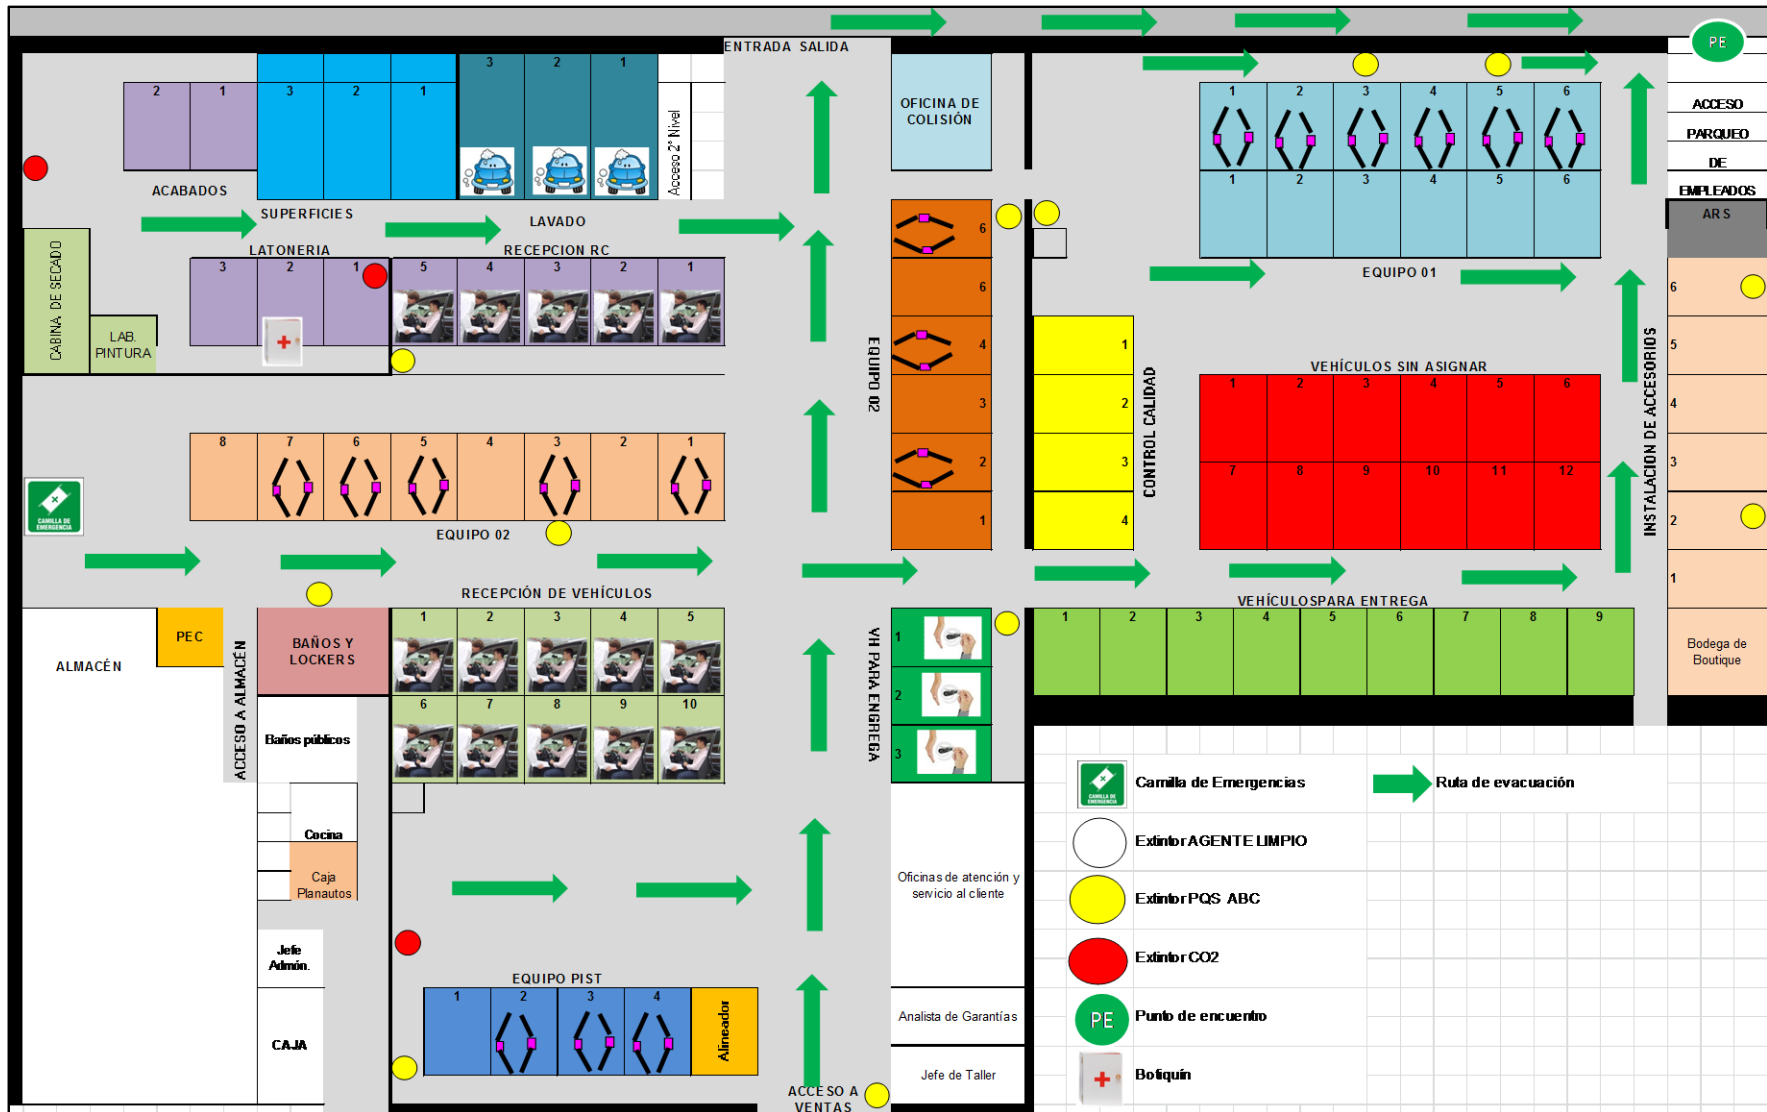 PE
ENTRADA SALIDA
3 2 1
2 1
3 2 1
Acceso 2° Nivel
ACABADOS
SUPERFICIES
LAVADO
OFICINA DE
COLISIÓN
1 2 3 4 5 6
1 2 3 4 5 6
EQUIPO 01
ACCESO
PARQUEO
DE
EMPLEADOS
ARS
LATONERIA
RECEPCION RC
3 2 1
5 4 3 2 1
CABINA DE SECADO
LAB.
PINTURA
6
6
4
3
2
1
EQUIPO 02
1
2
3
4
CONTROL CALIDAD
VEHÍCULOS SIN ASIGNAR
1 2 3 4 5 6
7 8 9 10 11 12
INSTALACION DE ACCESORIOS
6
5
4
3
2
1
8 7 6 5 4 3 2 1
EQUIPO 02
CAMILLA DE
EMERGENCIA
RECEPCIÓN DE VEHÍCULOS
1 2 3 4 5
6 7 8 9 10
ALMACÉN
PEC
ACCESO A ALMACÉN
BAÑOS Y
LOCKERS
Baños públicos
Cocina
Caja
Planautos
Jefe
Admón.
CAJA
VH PARA ENGREGA
1
2
3
VEHÍCULOSPARA ENTREGA
1 2 3 4 5 6 7 8 9
Bodega de
Boutique
Oficinas de atención y
servicio al cliente
Analista de Garantías
Jefe de Taller
EQUIPO PIST
1 2 3 4
Alineador
ACCESO A
VENTAS
CAMILLA DE
EMERGENCIA
Camilla de Emergencias
Ruta de evacuación
Extintor AGENTE LIMPIO
Extintor PQS ABC
Extintor CO2
PE
Punto de encuentro
Botiquín